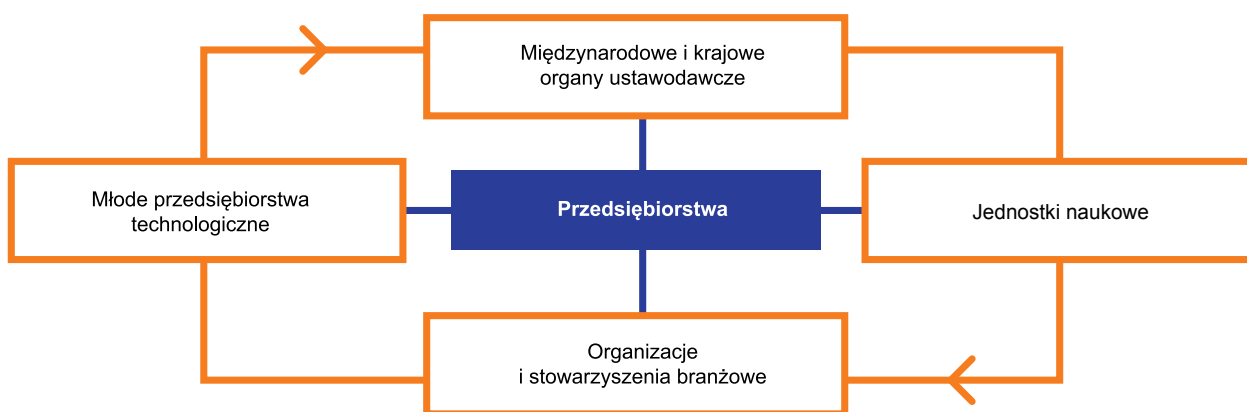 Międzynarodowe i krajowe
organy ustawodawcze
Młode przedsiębiorstwa
technologiczne
Przedsiębiorstwa
Jednostki naukowe
Organizacje
i stowarzyszenia branżowe